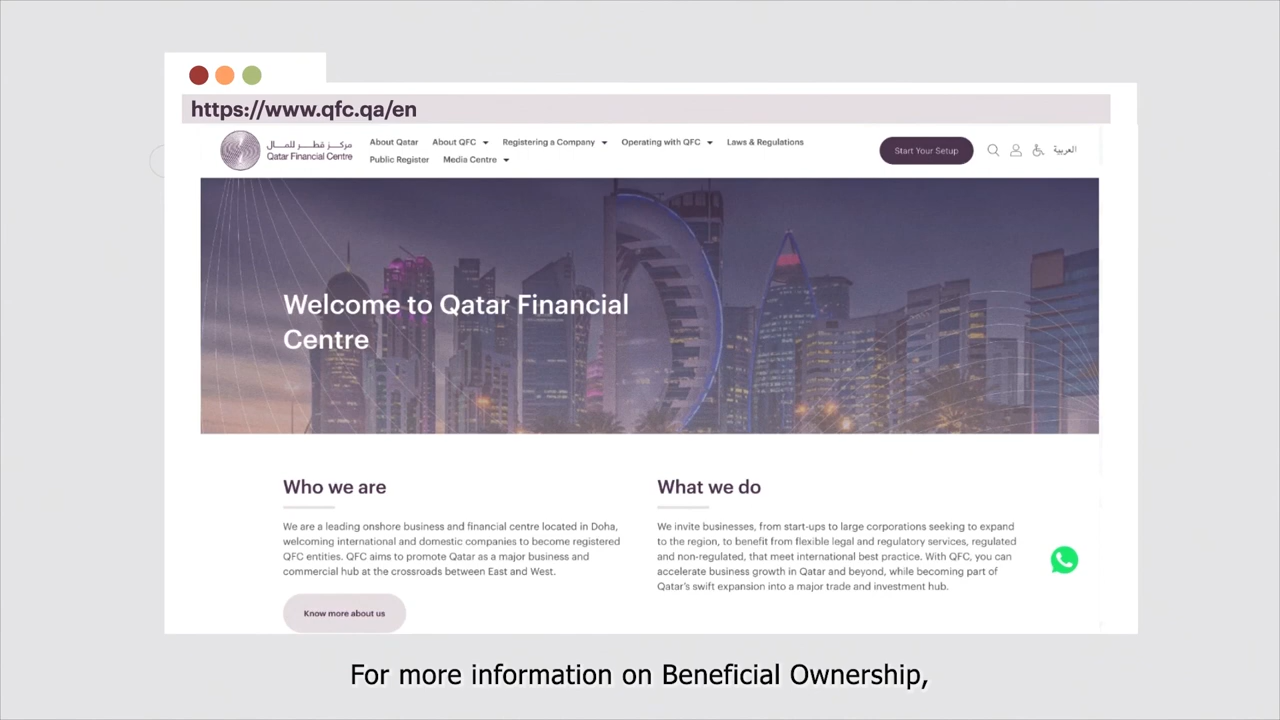 https://www.qfc.qa/en
مركز قطر للمال
Qatar Financial Centre
About Qatar About QFC Registering a Company Operating with QFC Laws & Regulations
Public Register Media Centre
Start Your Setup
العربية
Welcome to Qatar Financial
Centre
Who we are
We are a leading onshore business and financial centre located in Doha,
welcoming international and domestic companies to become registered
QFC entities. QFC aims to promote Qatar as a major business and
commercial hub at the crossroads between East and West.
Know more about us
What we do
We invite businesses, from start-ups to large corporations seeking to expand
to the region, to benefit from flexible legal and regulatory services, regulated
and non-regulated, that meet international best practice. With QFC, you can
accelerate business growth in Qatar and beyond, while becoming part of
Qatar's swift expansion into a major trade and investment hub.
For more information on Beneficial Ownership,